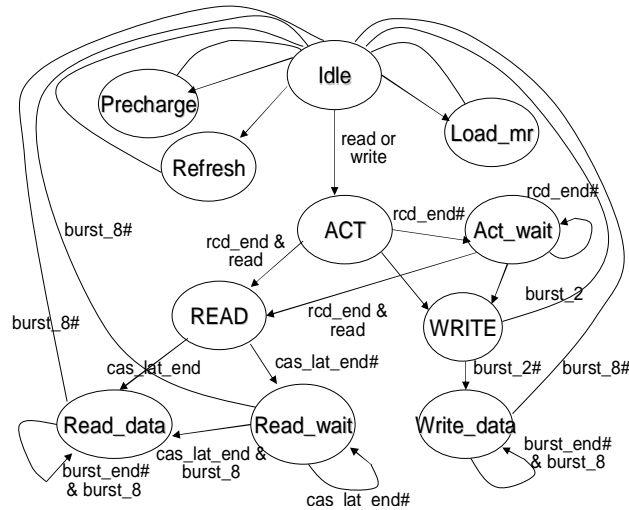 Idle
Precharge
Load_mr
Refresh
read or
write
burst_8#
ACT
rcd_end#
rcd_end#
Act_wait
rcd_end &
read
burst_2
READ
rcd_end &
read
WRITE
burst_8#
cas_lat_end
cas_lat_end#
burst_2#
burst_8#
Read_data
Read_wait
Write_data
burst_end#
& burst_8
cas_lat_end &
burst_8
burst_end#
& burst_8
cas_lat_end#